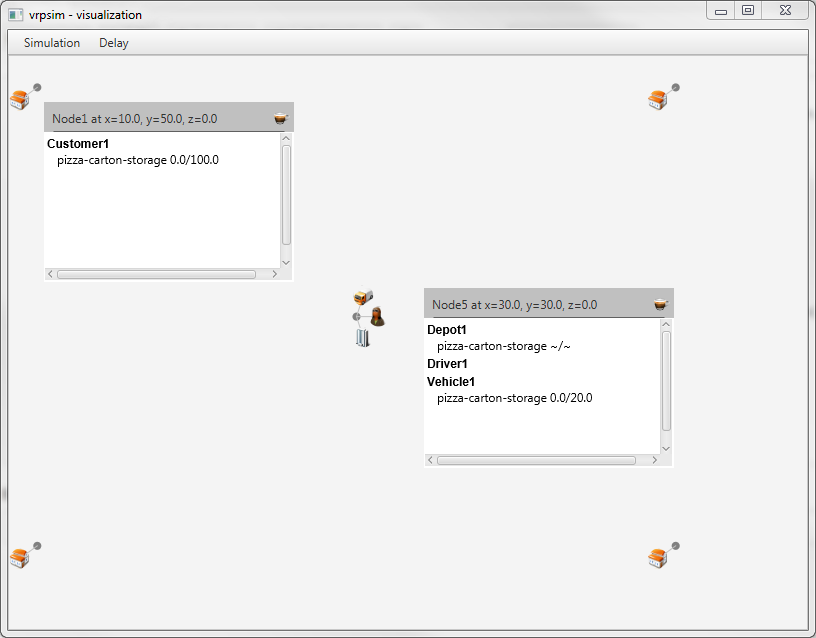 vrpsim - visualization
Simulation Delay
Node1 at x=10.0, y=50.0, z=0.0
Customer1
pizza-carton-storage 0.0/100.0
Node5 at x=30.0, y=30.0, z=0.0
Depot1
pizza-carton-storage ~/~
Driver1
Vehicle1
pizza-carton-storage 0.0/20.0